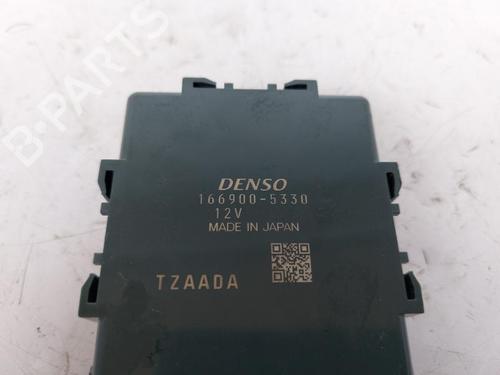 B-PARTS
DENSO
166900-5330
12V
MADE IN JAPAN
TZAADA